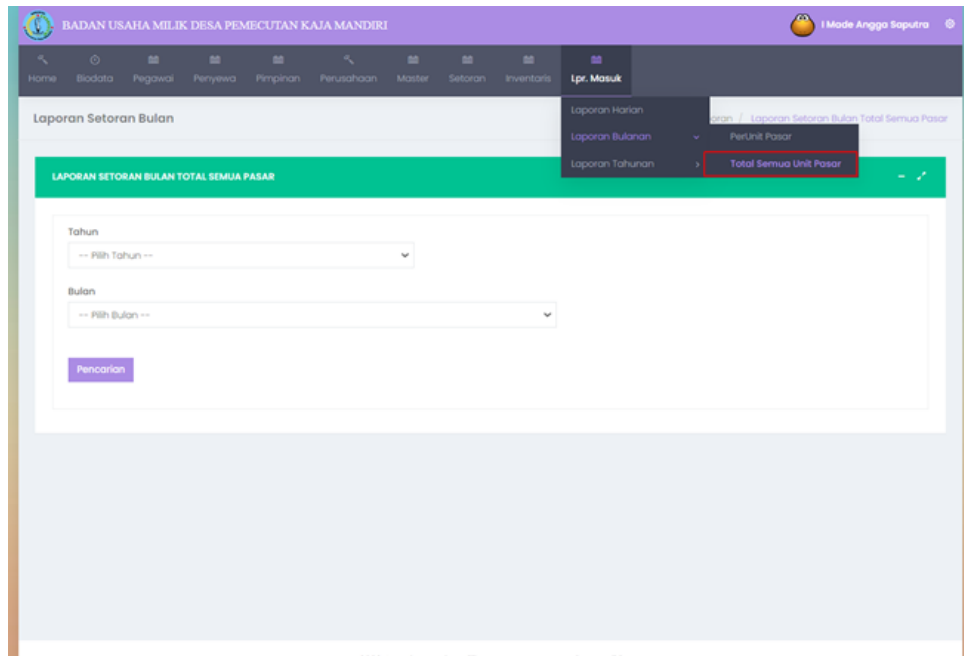 BADAN USAHA MILIK DESA PEMECUTAN KAJA MANDIRI
I Made Angga Saputra
Home Biodata Pegawai Penyewa Pimpinan Perusahaan Master Setoran Inventaris Lpr. Masuk
Laporan Setoran Bulan
oran / Laporan Setoran Bulan Total Semua Pasar
Laporan Harian
Laporan Bulanan
PerUnit Pasar
Laporan Tahunan
Total Semua Unit Pasar
LAPORAN SETORAN BULAN TOTAL SEMUA PASAR
Tahun
-- Pilih Tahun --
Bulan
-- Pilih Bulan --
Pencarian